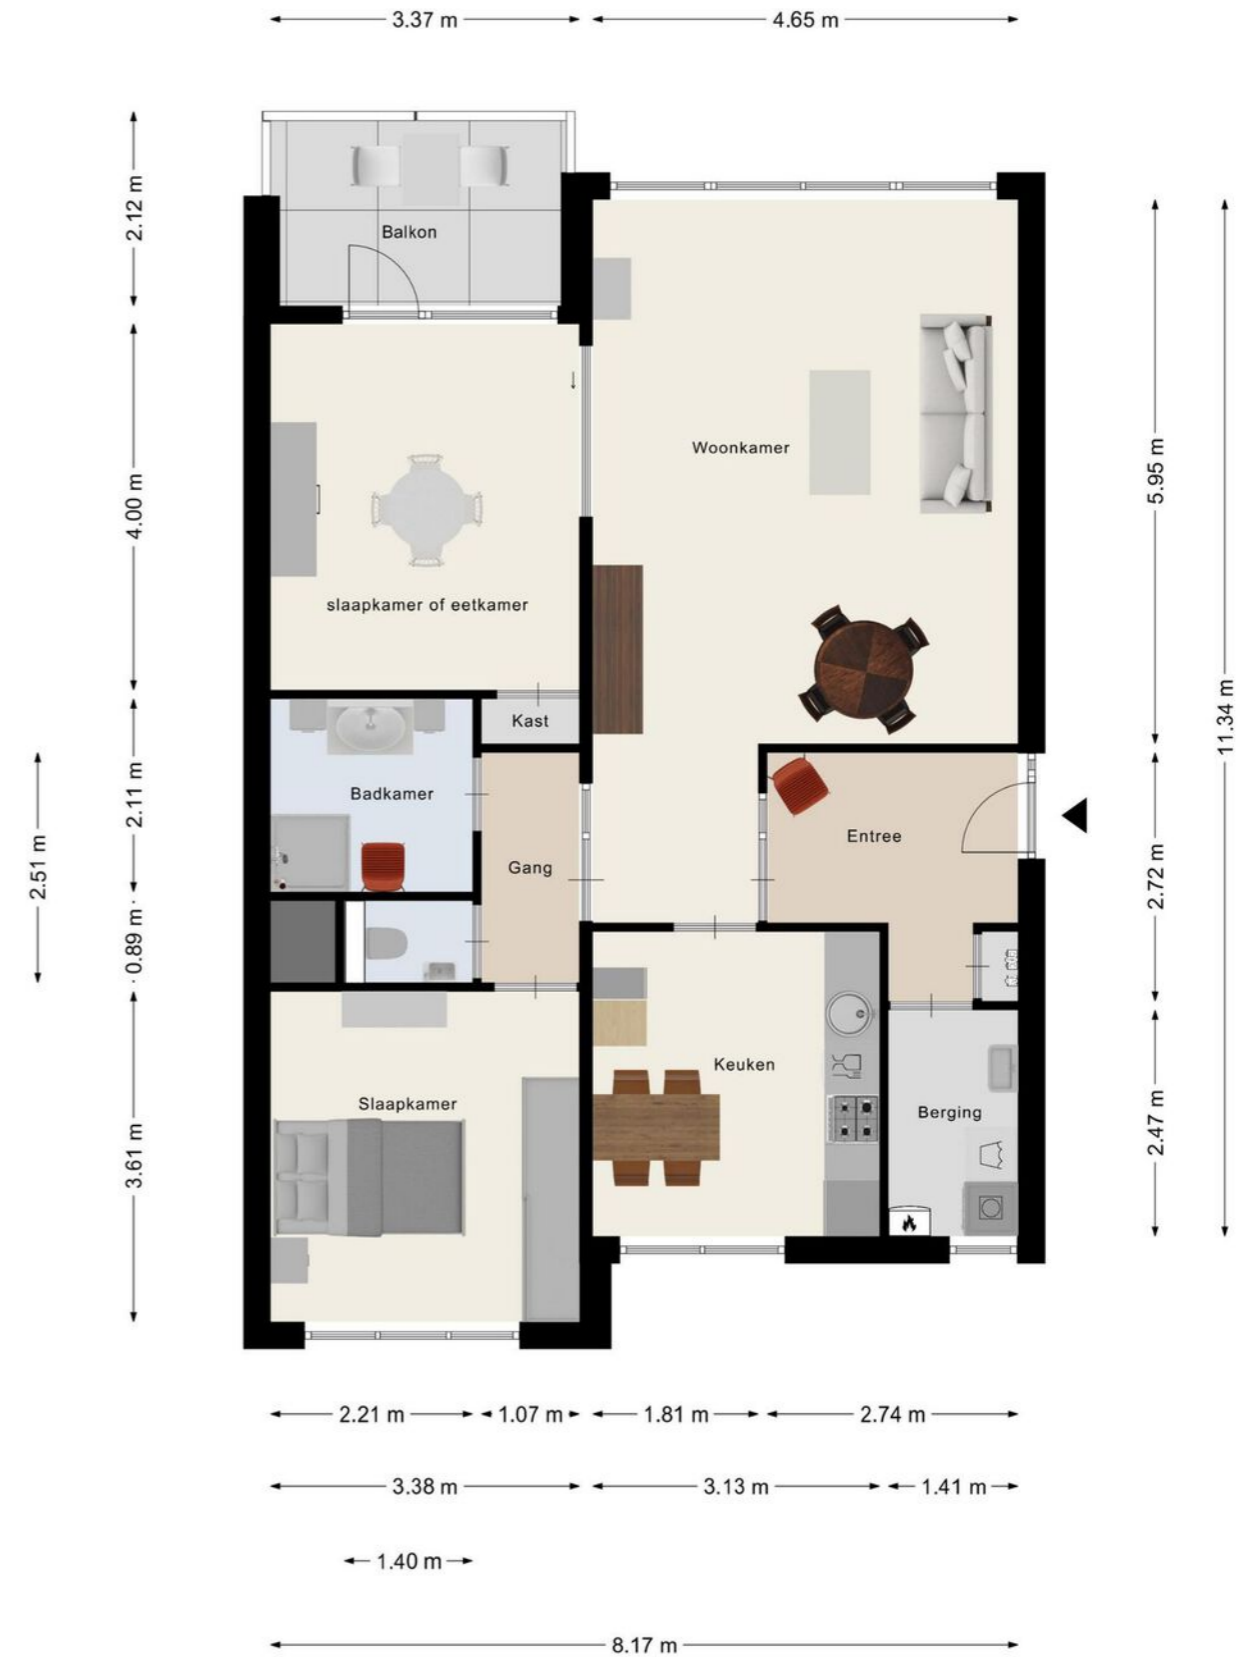 3.37 m
4.65 m
2.12 m
Balkon
4.00 m
5.95 m
Woonkamer
slaapkamer of eetkamer
11.34 m
Kast
2.11 m
Badkamer
Entree
2.51 m
Gang
2.72 m
0.89 m
Keuken
Slaapkamer
Berging
3.61 m
2.47 m
2.21 m
1.07 m
1.81 m
2.74 m
3.38 m
3.13 m
1.41 m
1.40 m
8.17 m